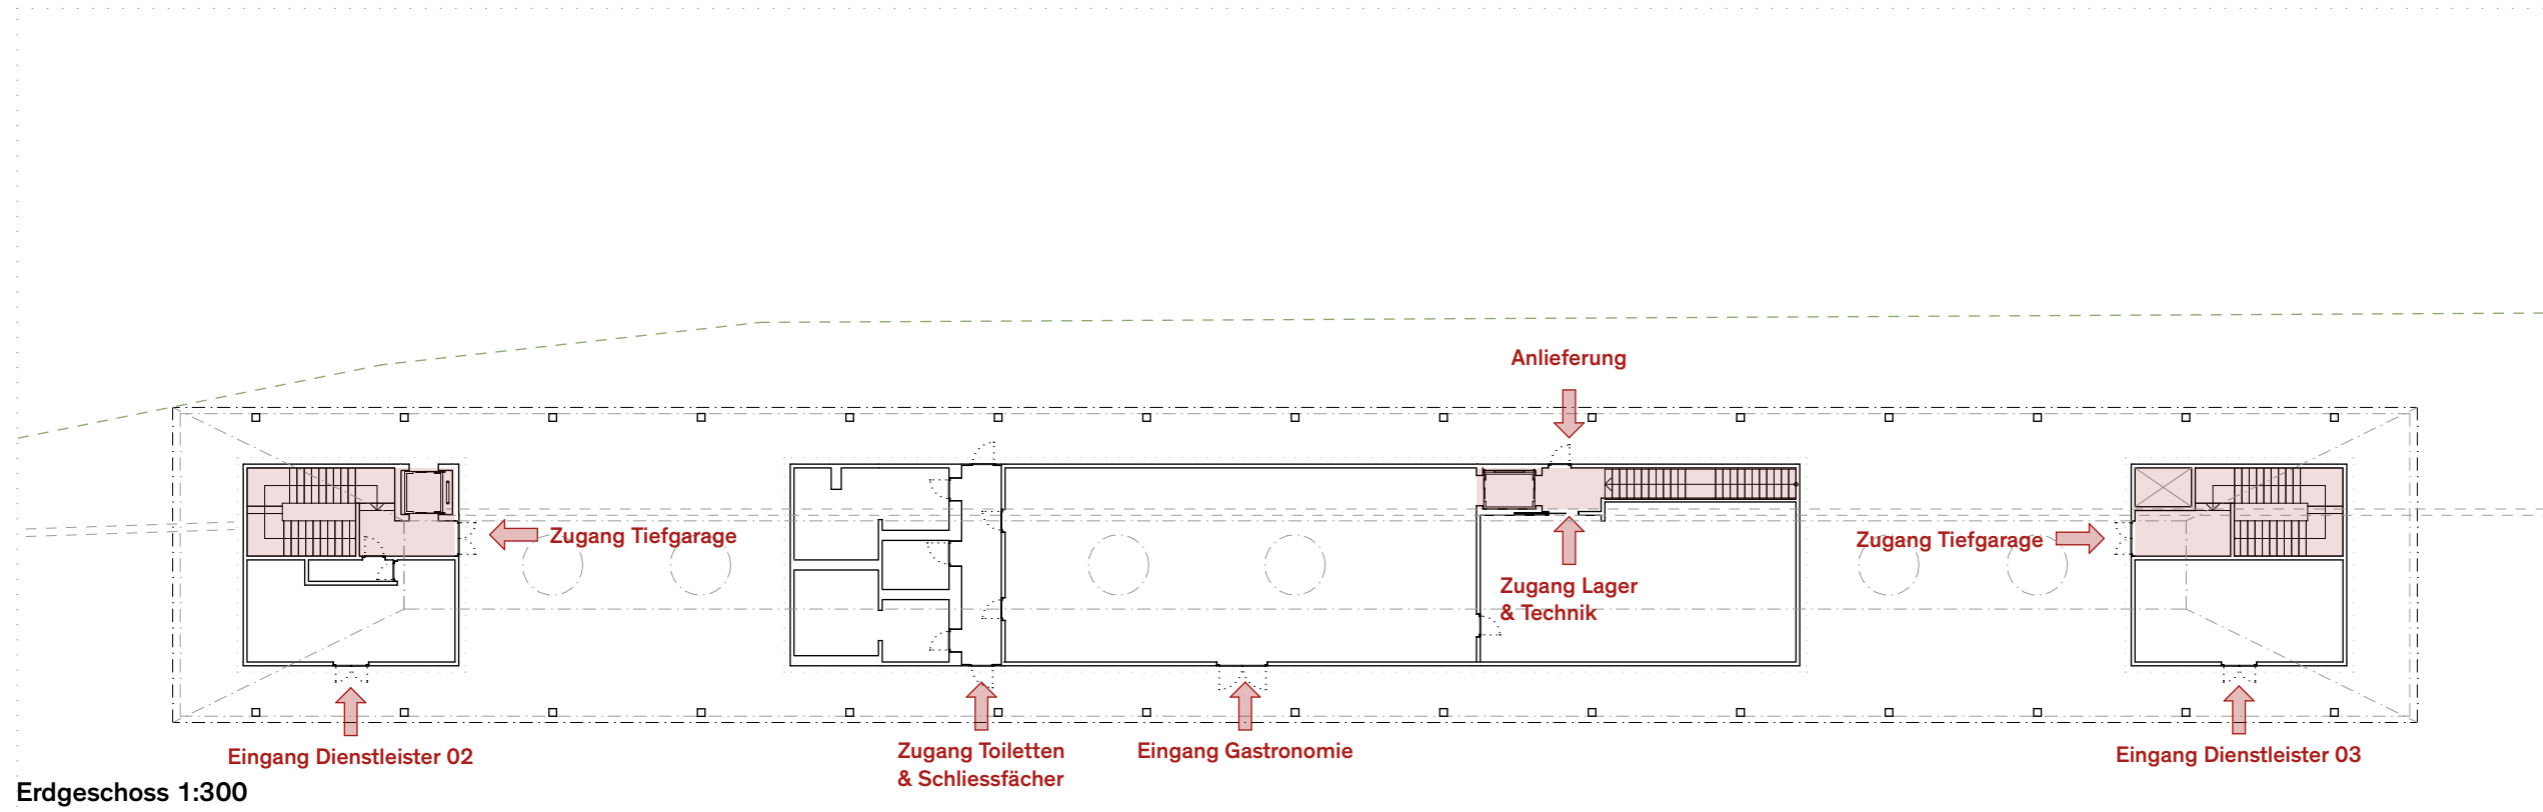 Anlieferung
Zugang Tiefgarage
Zugang Tiefgarage
Zugang Lager
& Technik
Eingang Dienstleister 02
Zugang Toiletten
& Schliessfächer
Eingang Gastronomie
Eingang Dienstleister 03
Erdgeschoss 1:300